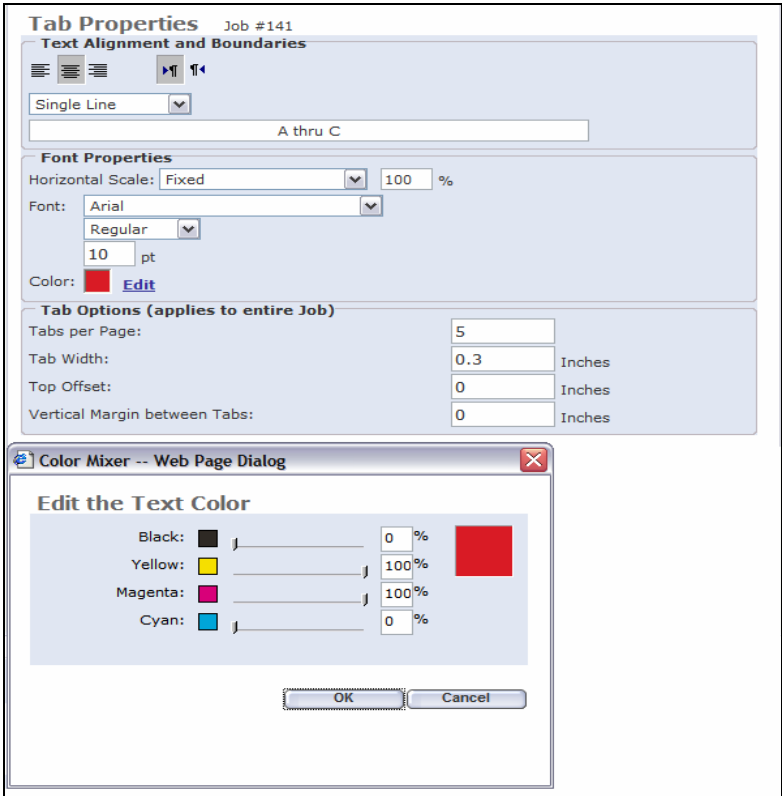 Tab Properties Job #141
Text Alignment and Boundaries
Single Line
A thru C
Font Properties
Horizontal Scale: Fixed 100 %
Font: Arial
Regular
10 pt
Color: Edit
Tab Options (applies to entire Job)
Tabs per Page: 5
Tab Width: 0.3 Inches
Top Offset: 0 Inches
Vertical Margin between Tabs: 0 Inches
Color Mixer -- Web Page Dialog
Edit the Text Color
Black: 0 %
Yellow: 100 %
Magenta: 100 %
Cyan: 0 %
OK Cancel